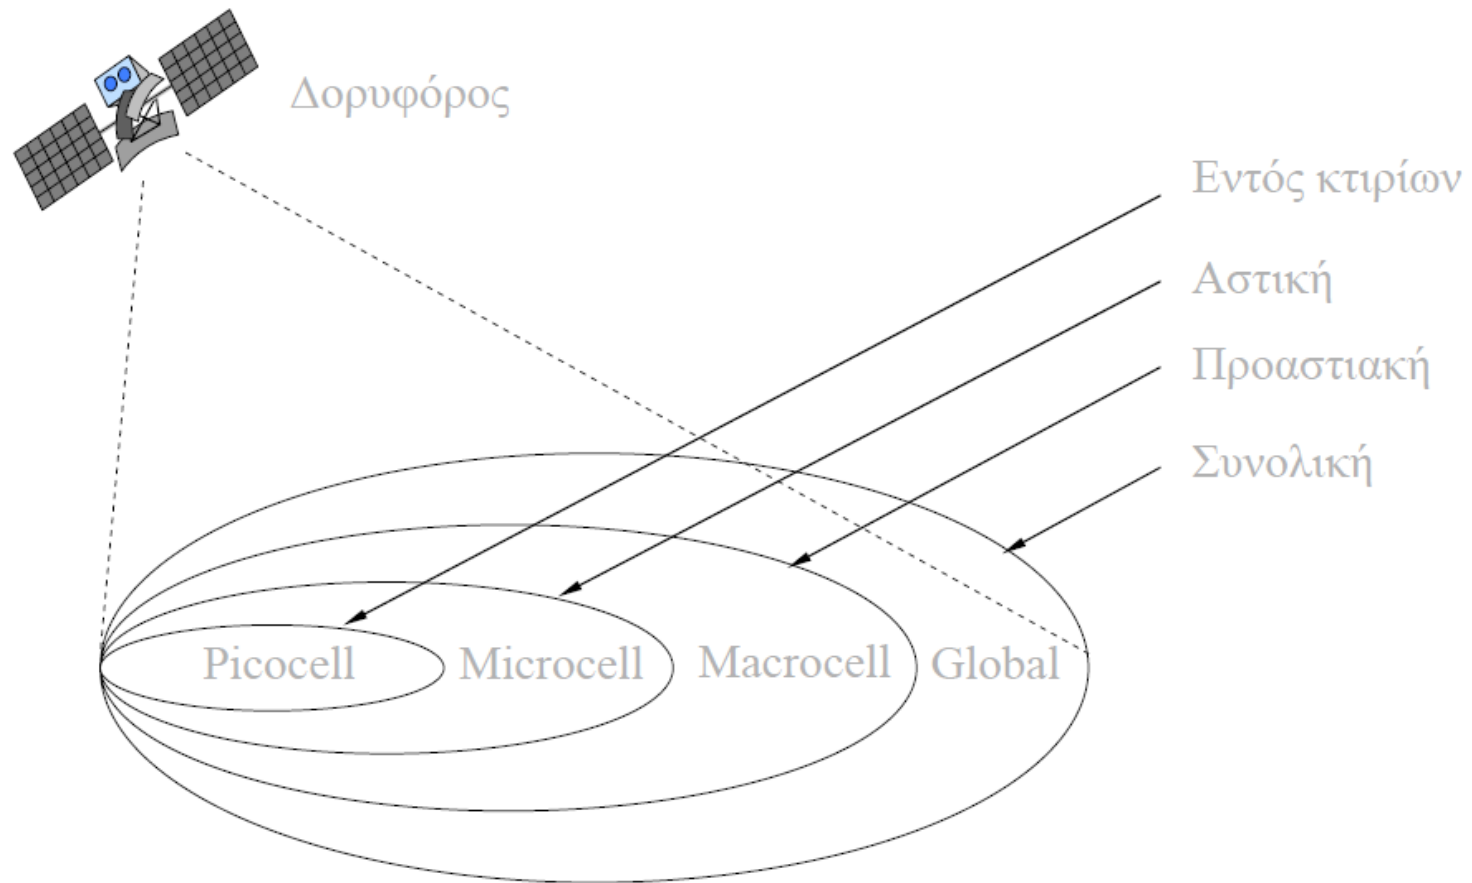 Δορυφόρος
Εντός κτιρίων
Αστική
Προαστιακή
Συνολική
Picocell Microcell Macrocell Global